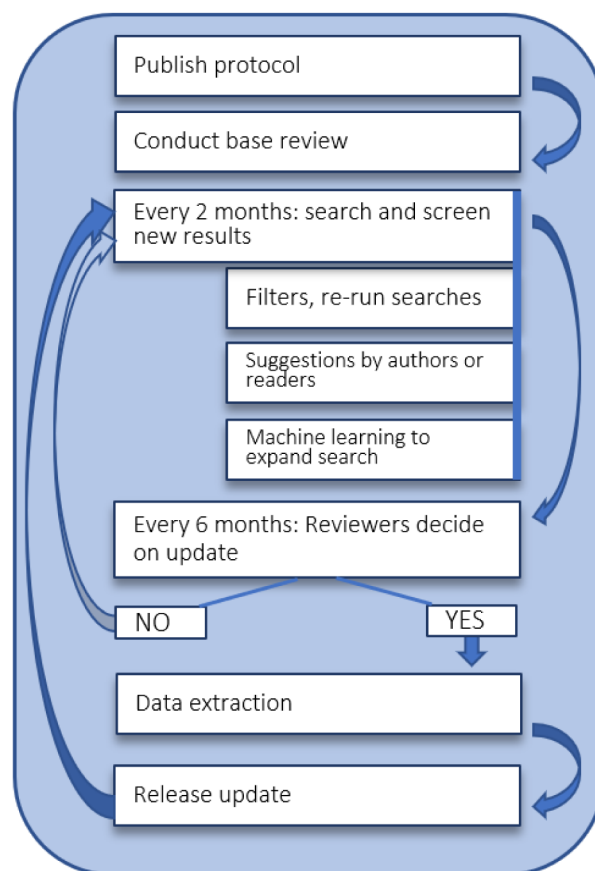 Publish protocol
Conduct base review
Every 2 months: search and screen
new results
Filters, re-run searches
Suggestions by authors or
readers
Machine learning to
expand search
Every 6 months: Reviewers decide
on update
NO
YES
Data extraction
Release update